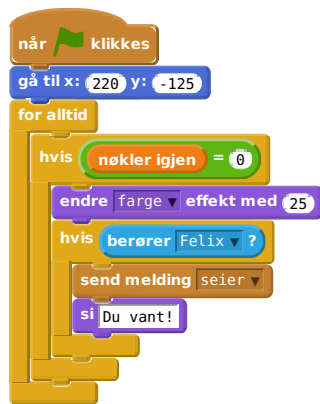 når klikkes
gå til x: 220 y: -125
for alltid
hvis nøkler igjen = 0
endre farge ▼ effekt med 25
hvis berører Felix ▼ ?
send melding seier ▼
si Du vant!